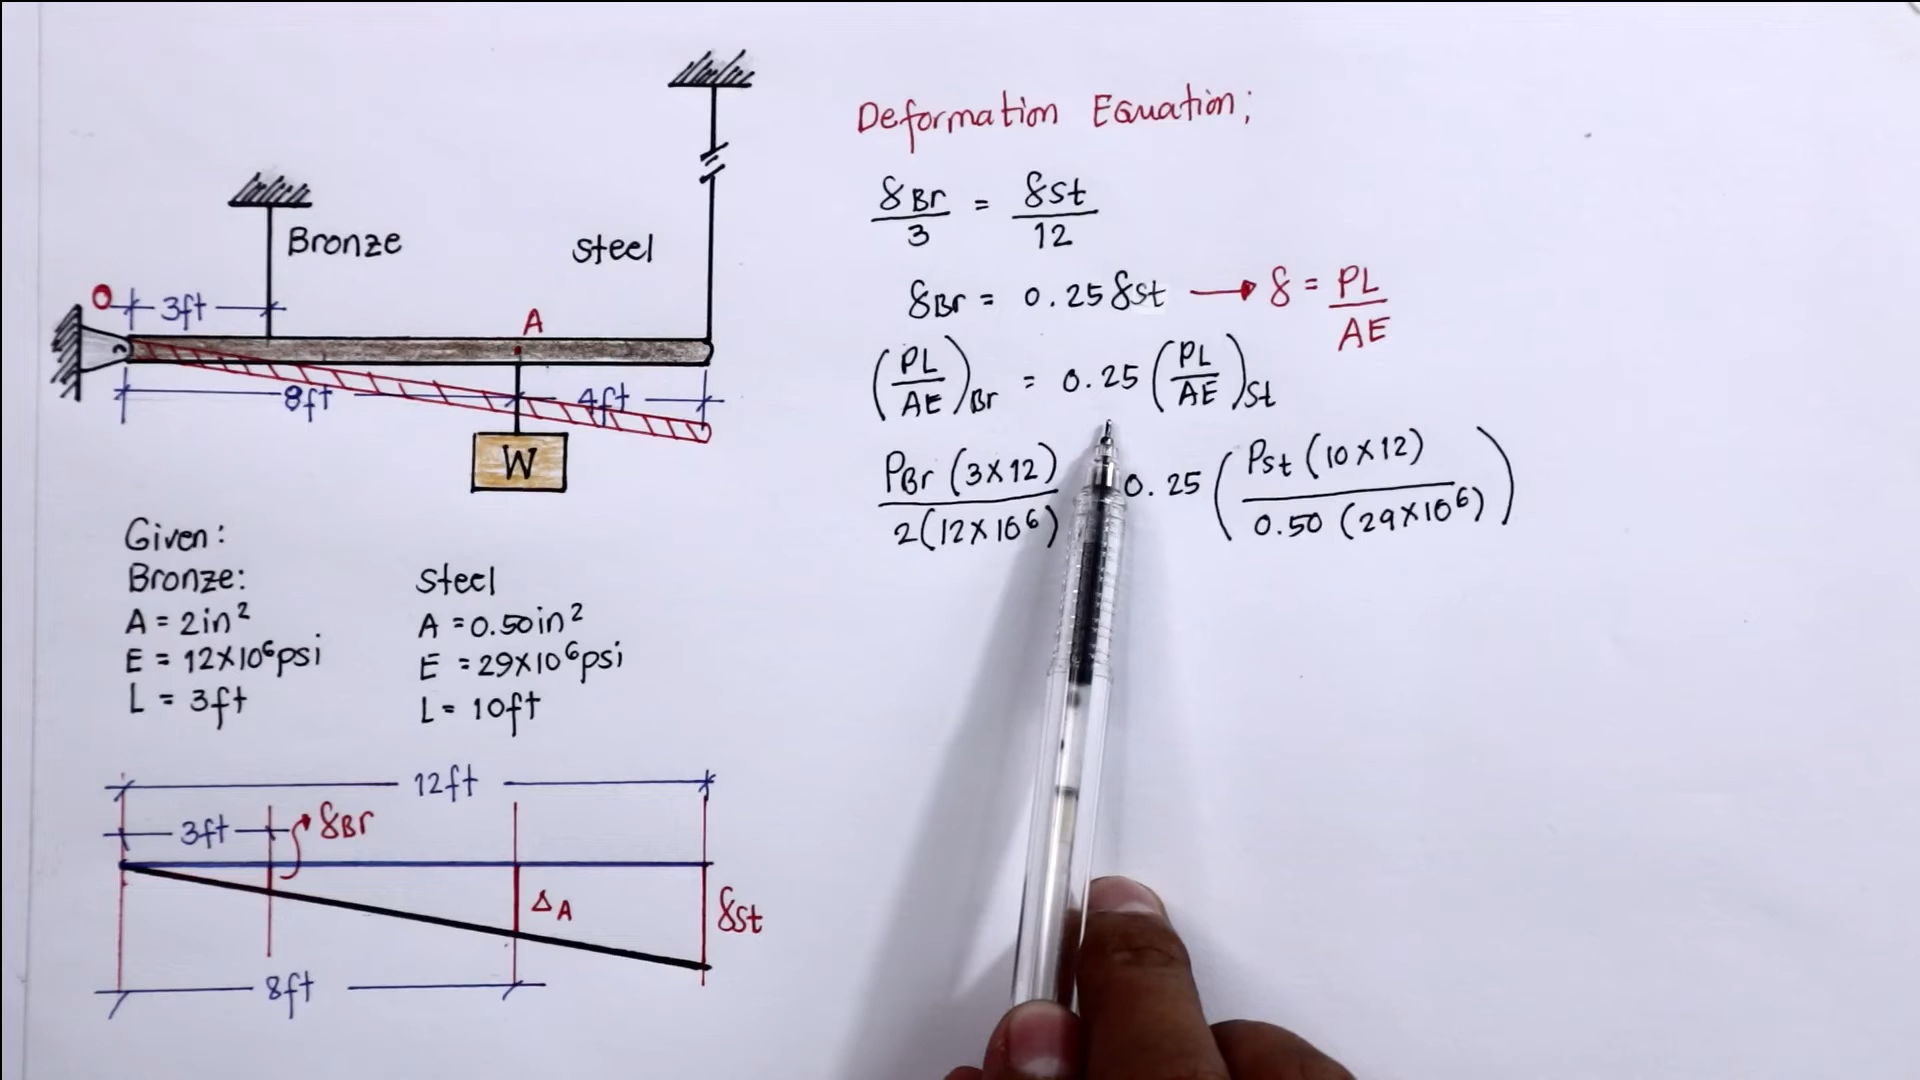 Deformation Equation;
δBr/3 = δSt/12
δBr = 0.25 δSt → δ = PL/AE
(PL/AE)Br = 0.25 (PL/AE)St
PBr (3x12)/2(12x10⁶) 0.25 (PSt (10x12)/0.50 (29x10⁶))
Bronze
Steel
O
3ft
A
8ft
4ft
W
Given:
Bronze:
A = 2in²
E = 12x10⁶psi
L = 3ft
Steel
A = 0.50in²
E = 29x10⁶psi
L = 10ft
12ft
3ft
δBr
ΔA
δSt
8ft